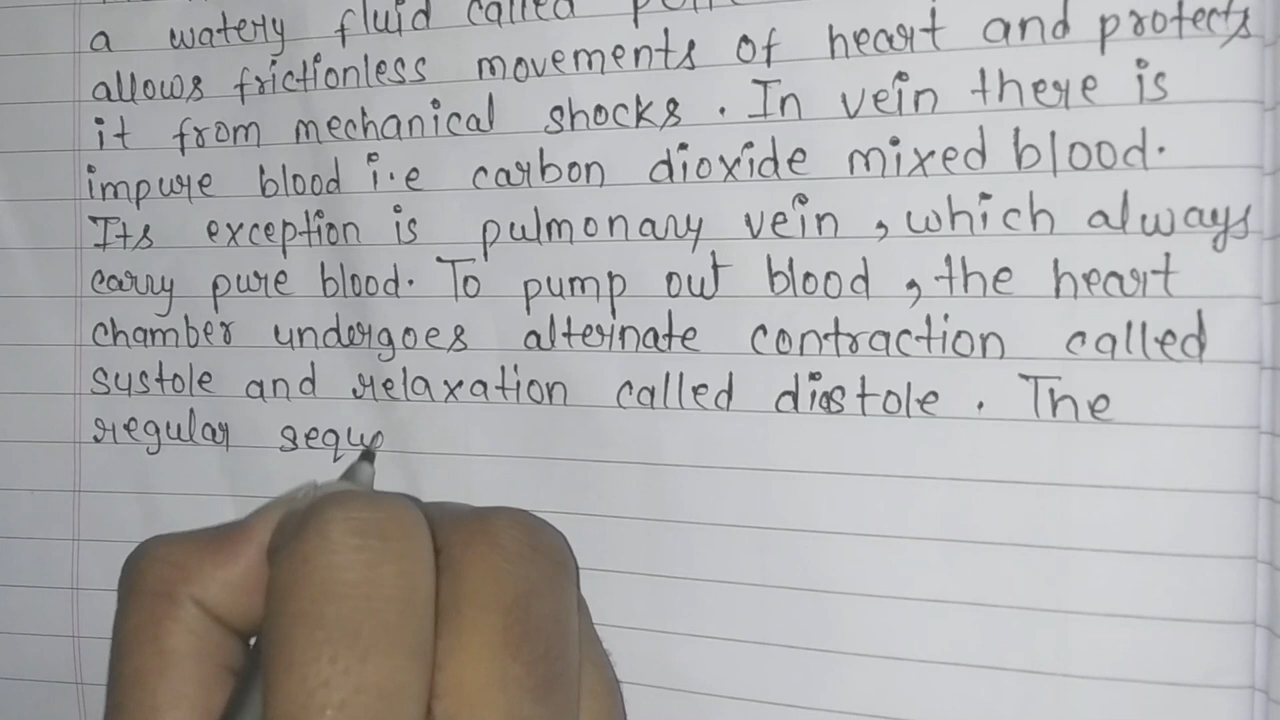 a watery fluid called
allows frictionless movements of heart and protects
it from mechanical shocks. In vein there is
impure blood i.e carbon dioxide mixed blood.
Its exception is pulmonary vein, which always
carry pure blood. To pump out blood, the heart
chamber undergoes alternate contraction called
systole and relaxation called diastole. The
regular seque